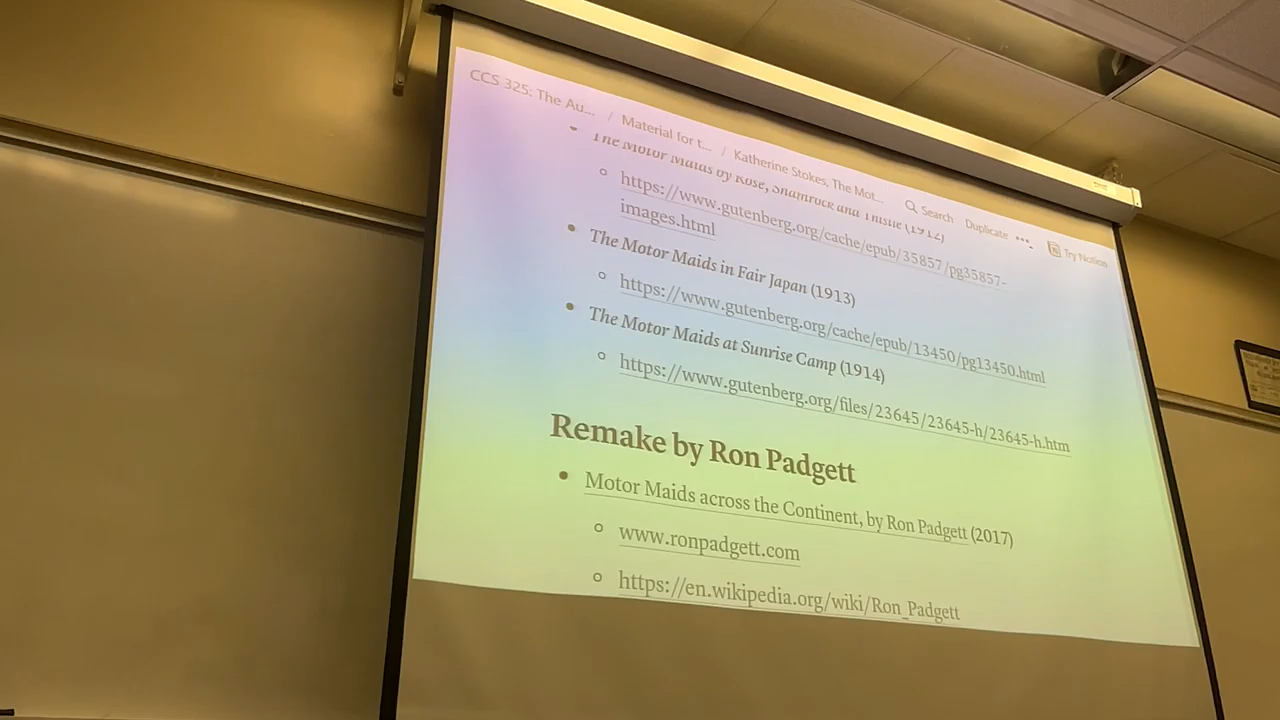 CCS 325: The Au... / Material for t... / Katherine Stokes, The Mot... Search Duplicate ••• Try Notion
• The Motor Maids by Rose, Shamrock and Thistle (1912)
○ https://www.gutenberg.org/cache/epub/35857/pg35857-
images.html
• The Motor Maids in Fair Japan (1913)
○ https://www.gutenberg.org/cache/epub/13450/pg13450.html
• The Motor Maids at Sunrise Camp (1914)
○ https://www.gutenberg.org/files/23645/23645-h/23645-h.htm
Remake by Ron Padgett
• Motor Maids across the Continent, by Ron Padgett (2017)
○ www.ronpadgett.com
○ https://en.wikipedia.org/wiki/Ron_Padgett